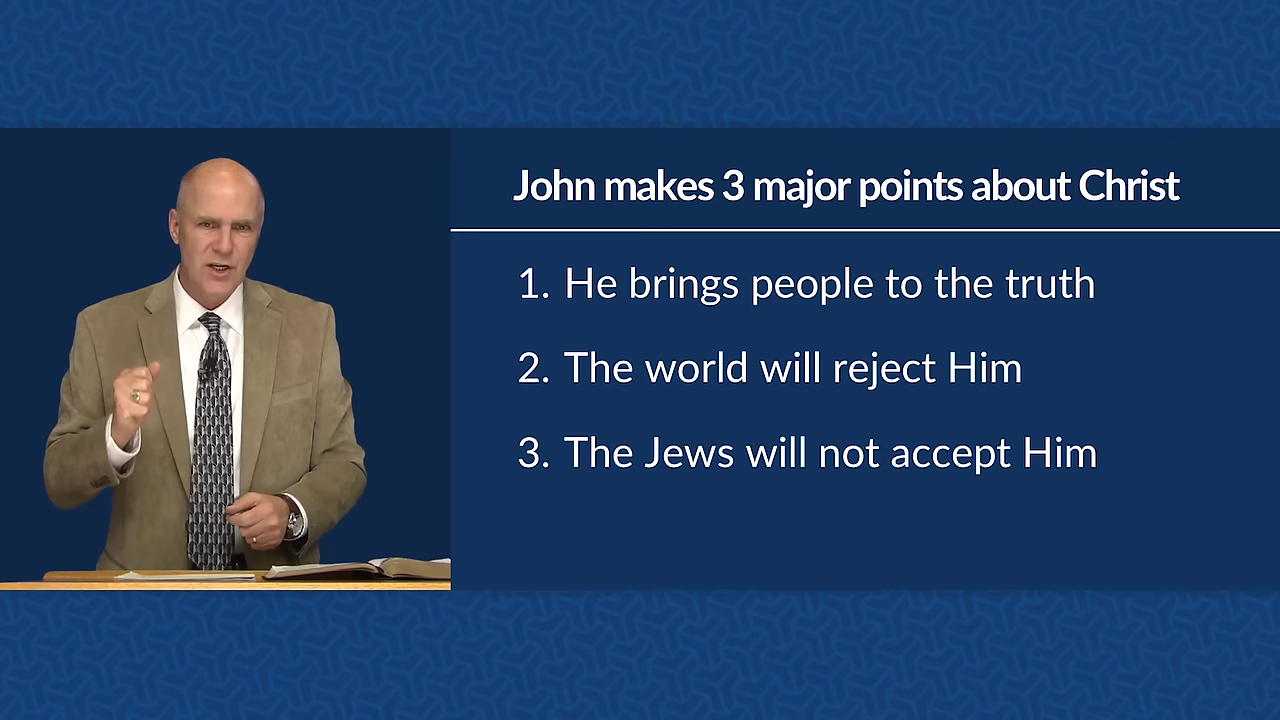 John makes 3 major points about Christ
1. He brings people to the truth
2. The world will reject Him
3. The Jews will not accept Him